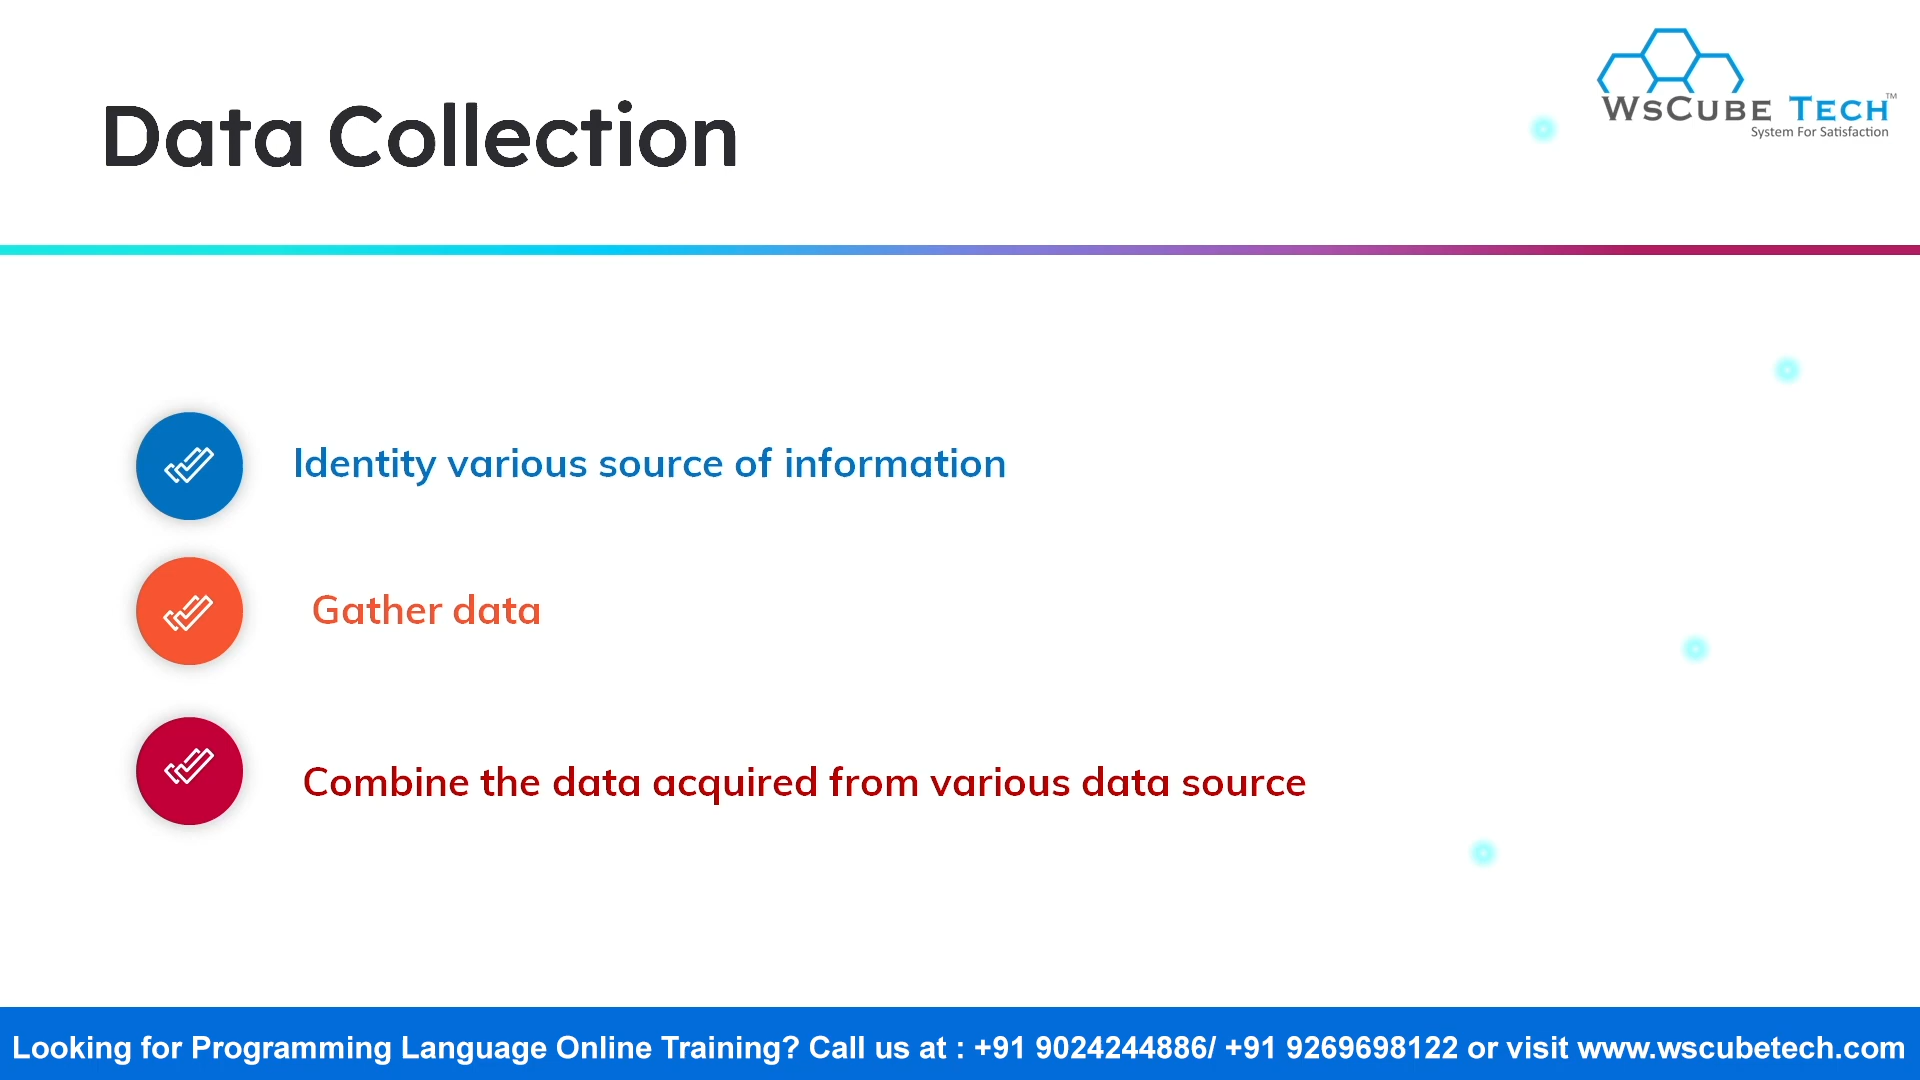 WsCube Tech™
System For Satisfaction
Data Collection
Identity various source of information
Gather data
Combine the data acquired from various data source
Looking for Programming Language Online Training? Call us at : +91 9024244886/ +91 9269698122 or visit www.wscubetech.com